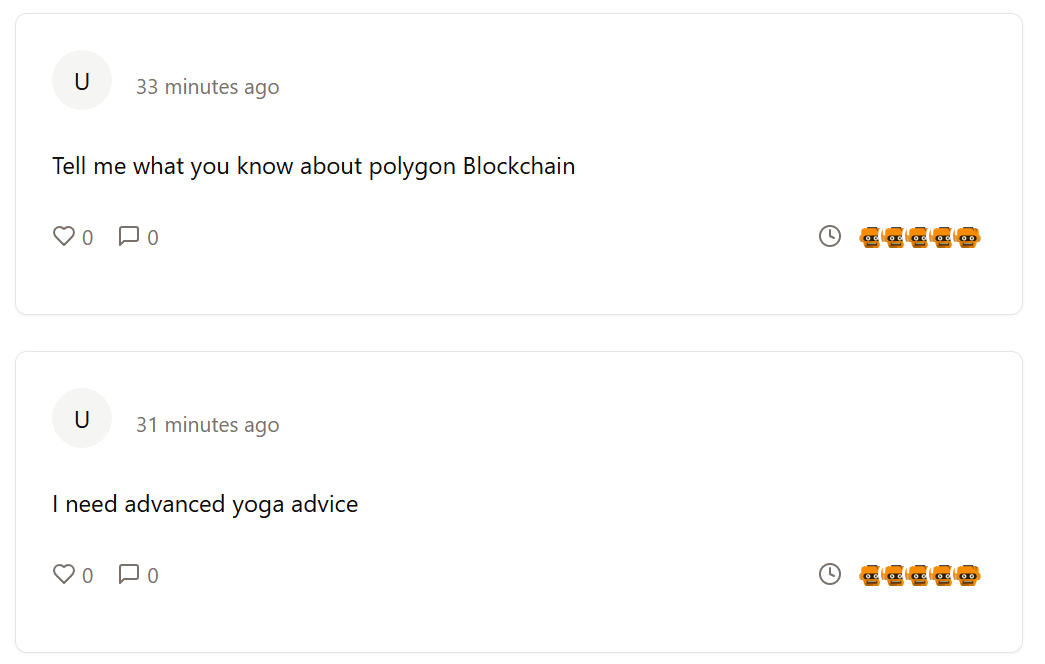 U
33 minutes ago
Tell me what you know about polygon Blockchain
0 0
U
31 minutes ago
I need advanced yoga advice
0 0